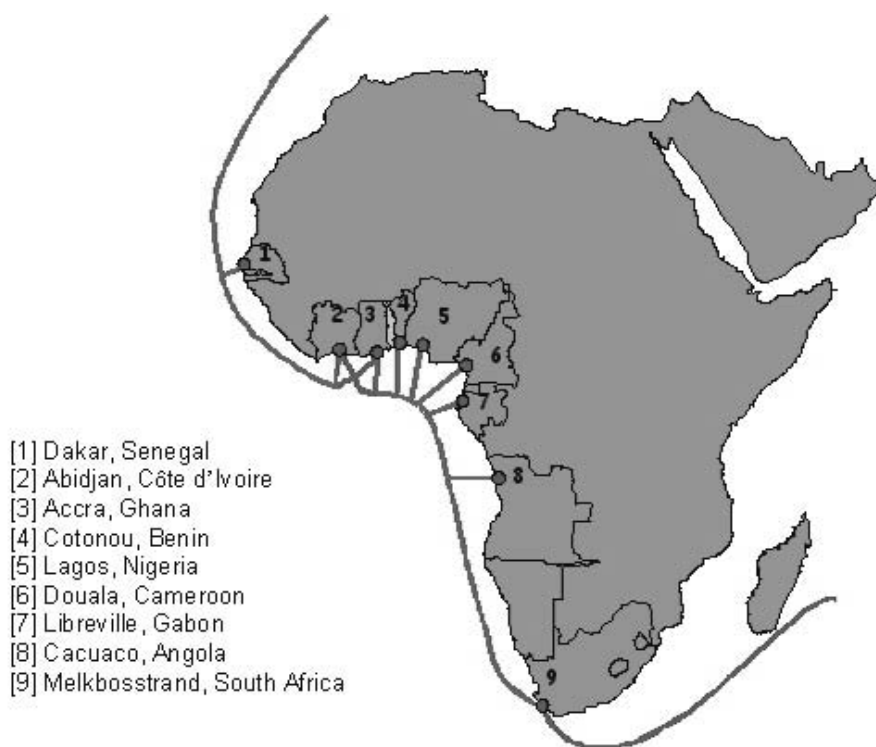 1
2
3
4
5
6
7
8
9
[1] Dakar, Senegal
[2] Abidjan, Côte d'Ivoire
[3] Accra, Ghana
[4] Cotonou, Benin
[5] Lagos, Nigeria
[6] Douala, Cameroon
[7] Libreville, Gabon
[8] Cacuaco, Angola
[9] Melkbosstrand, South Africa